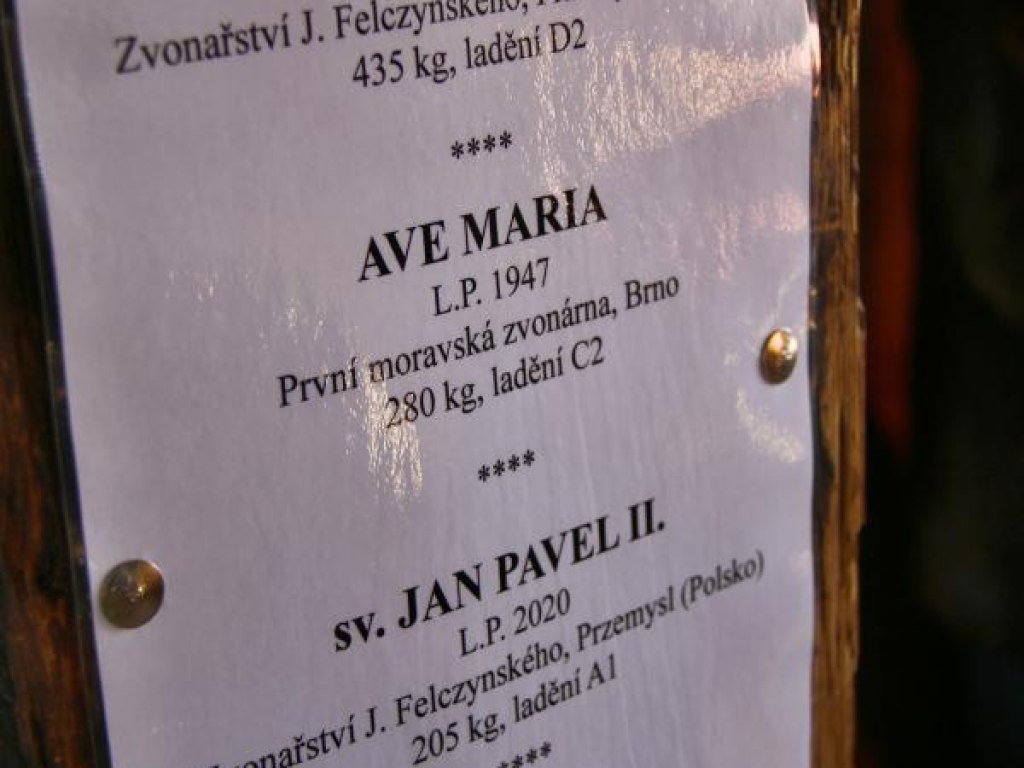 Zvonařství J. Felczynského,
435 kg, ladění D2
****
AVE MARIA
L.P. 1947
První moravská zvonárna, Brno
280 kg, ladění C2
****
sv. JAN PAVEL II.
L.P. 2020
J. Felczynského, Przemysl (Polsko)
205 kg, ladění A1
****